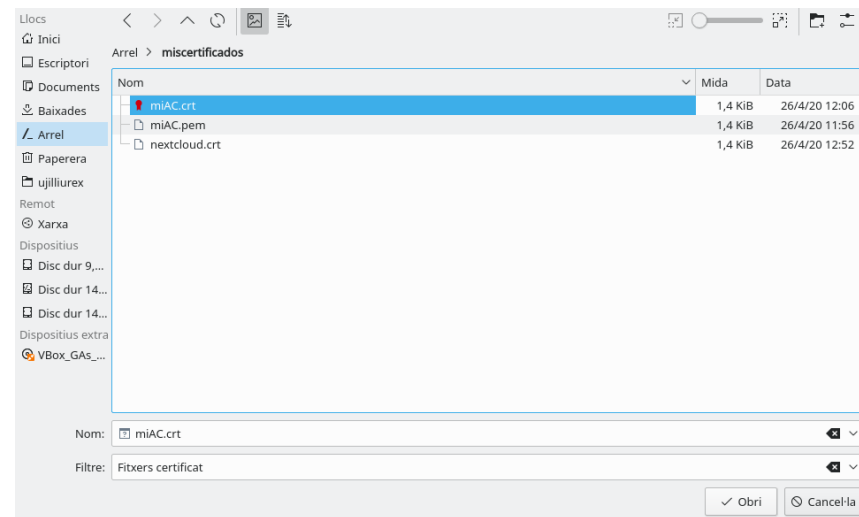 Llocs
Inici
Escriptori
Documents
Baixades
Arrel
Paperera
ujilliurex
Remot
Xarxa
Dispositius
Disc dur 9,...
Disc dur 14...
Disc dur 14...
Dispositius extra
VBox_GAs_...
Arrel > miscertificados
Nom Mida Data
miAC.crt 1,4 KiB 26/4/20 12:06
miAC.pem 1,4 KiB 26/4/20 11:56
nextcloud.crt 1,4 KiB 26/4/20 12:52
Nom: miAC.crt
Filtre: Fitxers certificat
Obri Cancel·la